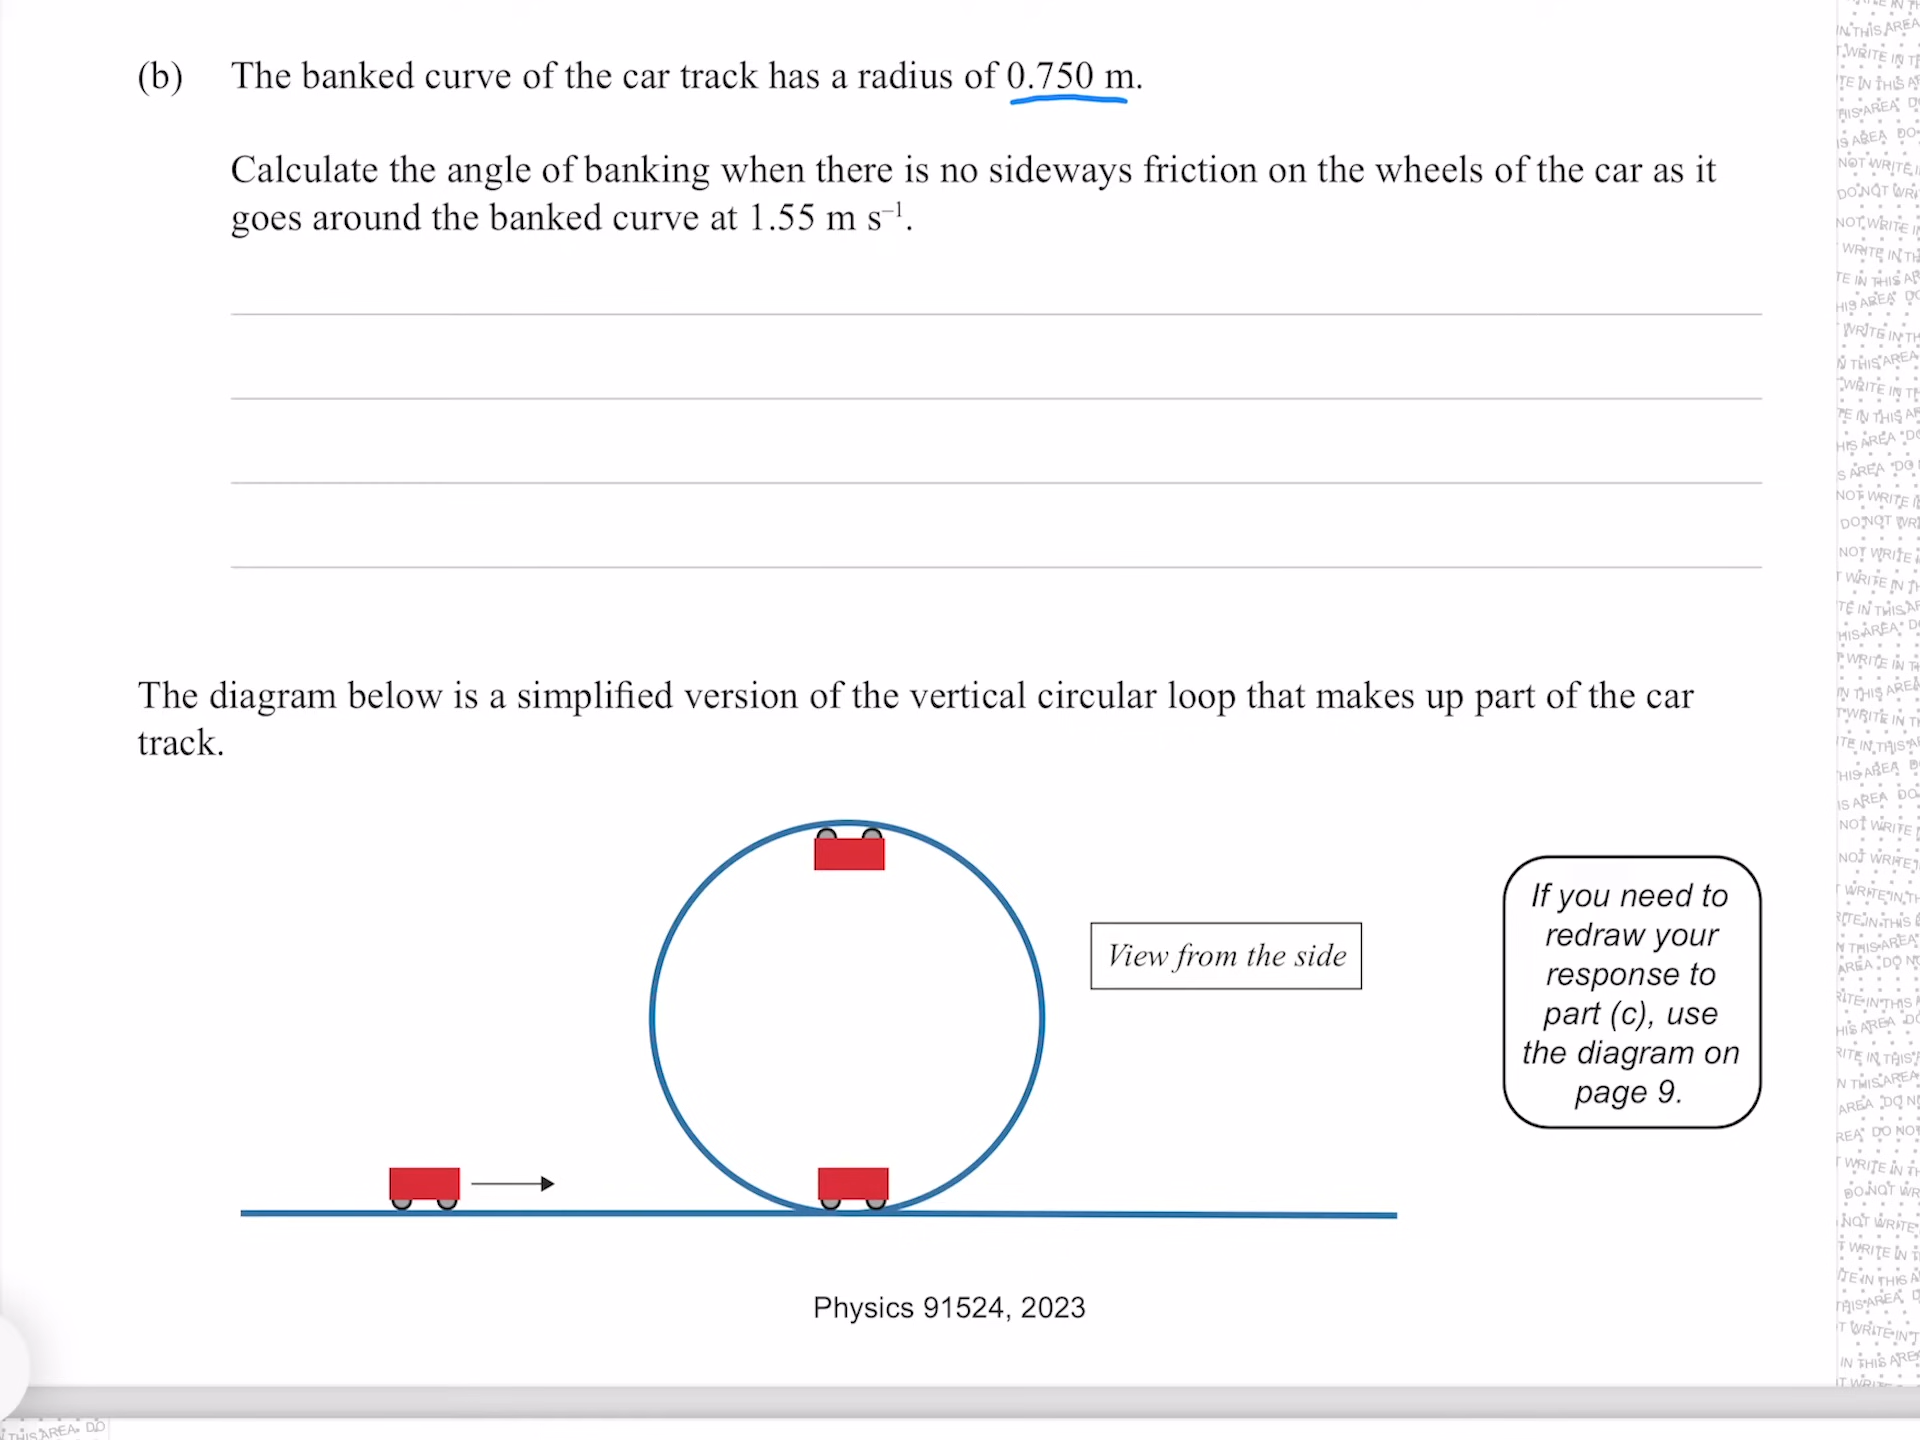 (b) The banked curve of the car track has a radius of 0.750 m.
Calculate the angle of banking when there is no sideways friction on the wheels of the car as it
goes around the banked curve at 1.55 m s⁻¹.
The diagram below is a simplified version of the vertical circular loop that makes up part of the car
track.
View from the side
If you need to
redraw your
response to
part (c), use
the diagram on
page 9.
Physics 91524, 2023